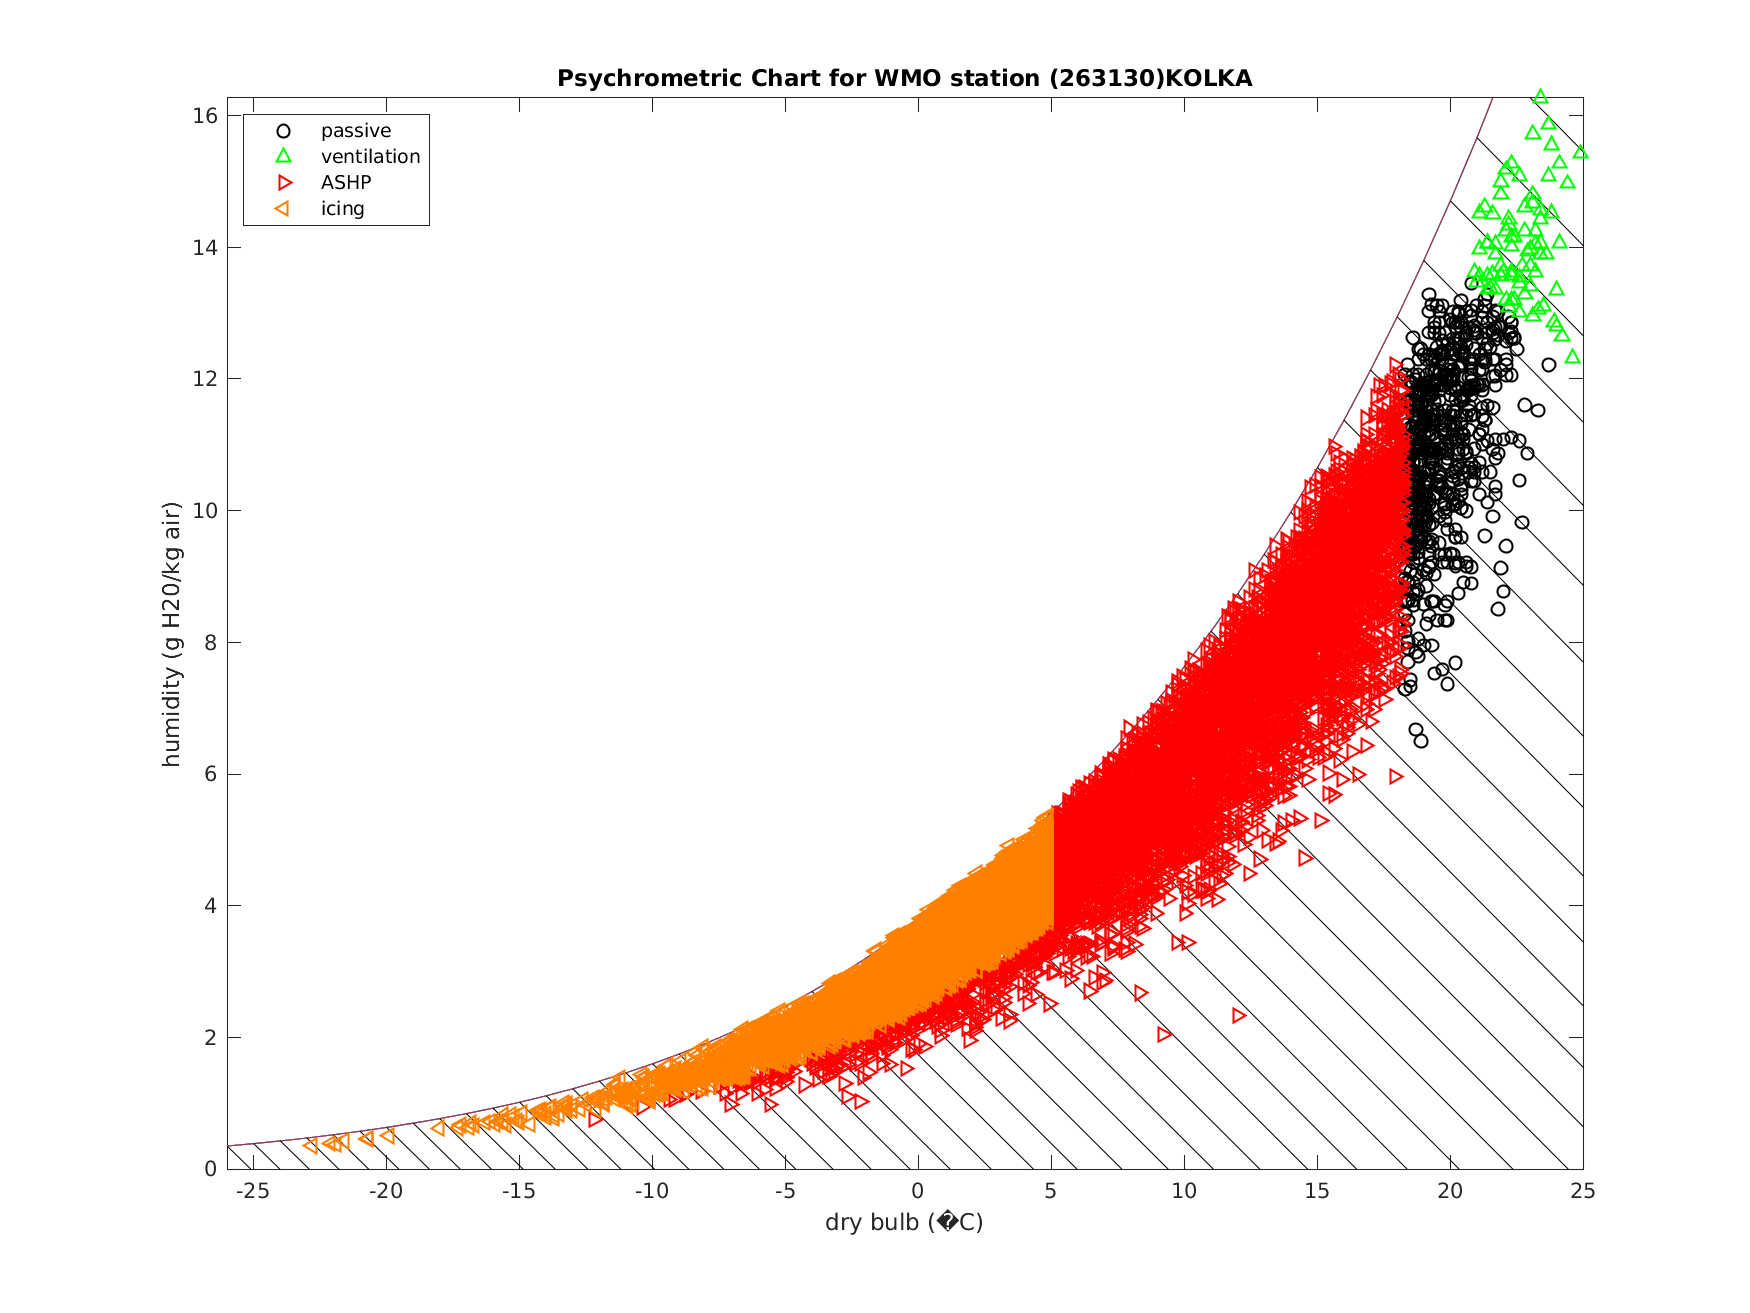 Psychrometric Chart for WMO station (263130)KOLKA
passive
ventilation
ASHP
icing
humidity (g H20/kg air)
16
14
12
10
8
6
4
2
0
-25 -20 -15 -10 -5 0 5 10 15 20 25
dry bulb (�C)